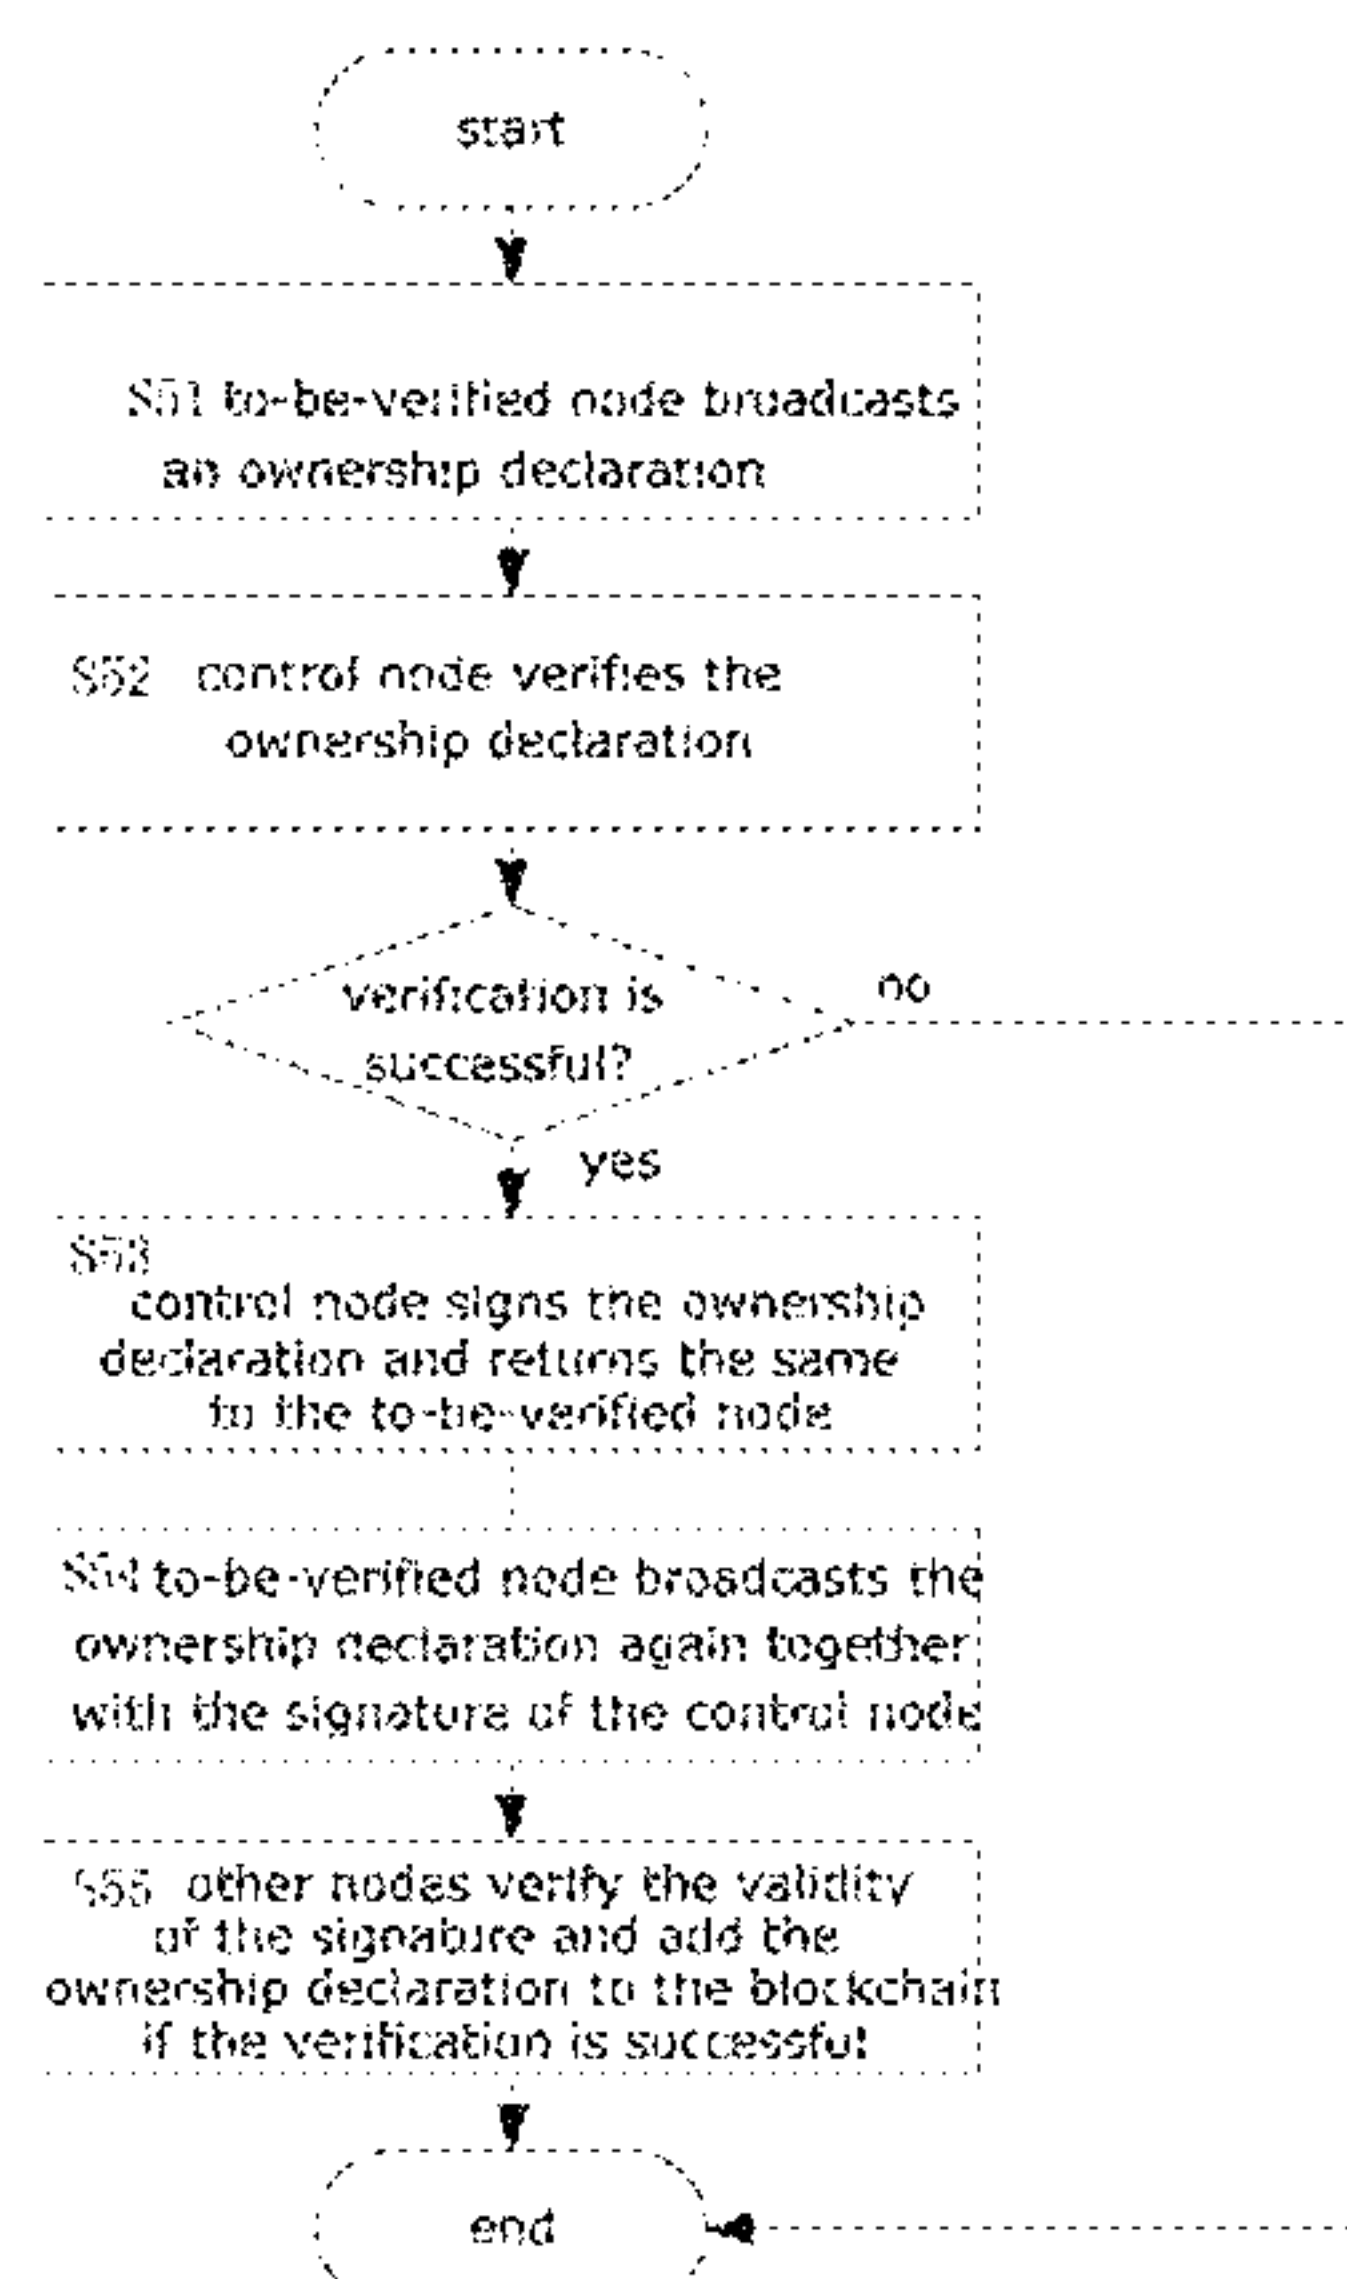 start
S51 to-be-verified node broadcasts
an ownership declaration
S52 control node verifies the
ownership declaration
verification is
successful?
no
yes
S53
control node signs the ownership
declaration and returns the same
to the to-be-verified node
S54 to-be-verified node broadcasts the
ownership declaration again together
with the signature of the control node
S55 other nodes verify the validity
of the signature and add the
ownership declaration to the blockchain
if the verification is successful
end